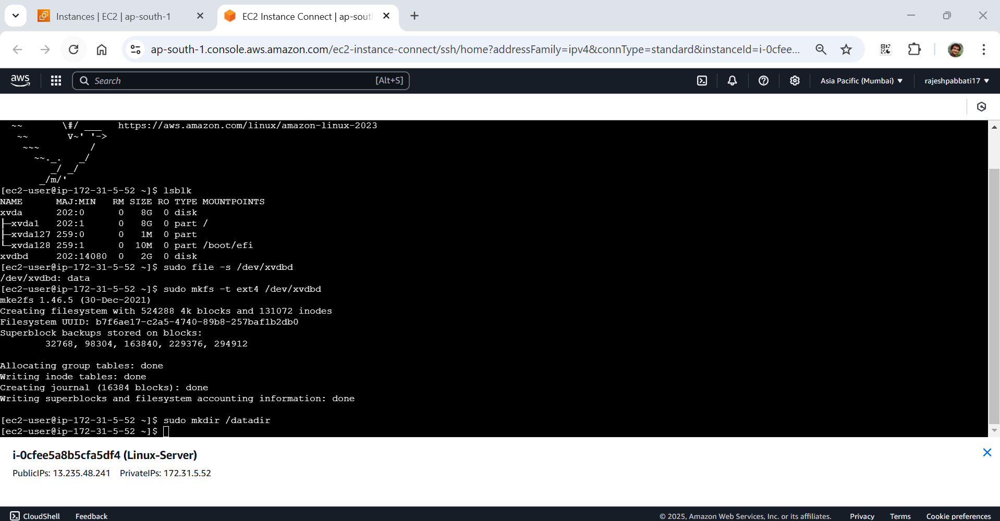 Instances | EC2 | ap-south-1
EC2 Instance Connect | ap-sout
ap-south-1.console.aws.amazon.com/ec2-instance-connect/ssh/home?addressFamily=ipv4&connType=standard&instanceId=i-0cfee...
aws
Search [Alt+S]
Asia Pacific (Mumbai) ▼
rajeshpabbati17 ▼
  ~~       \#/ ___   https://aws.amazon.com/linux/amazon-linux-2023
   ~~       V~' '->
    ~~~         /
      ~~._.   _/
         _/ _/
       _/m/'
[ec2-user@ip-172-31-5-52 ~]$ lsblk
NAME      MAJ:MIN   RM SIZE RO TYPE MOUNTPOINTS
xvda      202:0      0   8G  0 disk
├─xvda1   202:1      0   8G  0 part /
├─xvda127 259:0      0   1M  0 part
└─xvda128 259:1      0  10M  0 part /boot/efi
xvdbd     202:14080  0   2G  0 disk
[ec2-user@ip-172-31-5-52 ~]$ sudo file -s /dev/xvdbd
/dev/xvdbd: data
[ec2-user@ip-172-31-5-52 ~]$ sudo mkfs -t ext4 /dev/xvdbd
mke2fs 1.46.5 (30-Dec-2021)
Creating filesystem with 524288 4k blocks and 131072 inodes
Filesystem UUID: b7f6ae17-c2a5-4740-89b8-257baf1b2db0
Superblock backups stored on blocks:
        32768, 98304, 163840, 229376, 294912
Allocating group tables: done
Writing inode tables: done
Creating journal (16384 blocks): done
Writing superblocks and filesystem accounting information: done
[ec2-user@ip-172-31-5-52 ~]$ sudo mkdir /datadir
[ec2-user@ip-172-31-5-52 ~]$
i-0cfee5a8b5cfa5df4 (Linux-Server)
PublicIPs: 13.235.48.241 PrivateIPs: 172.31.5.52
CloudShell Feedback © 2025, Amazon Web Services, Inc. or its affiliates. Privacy Terms Cookie preferences